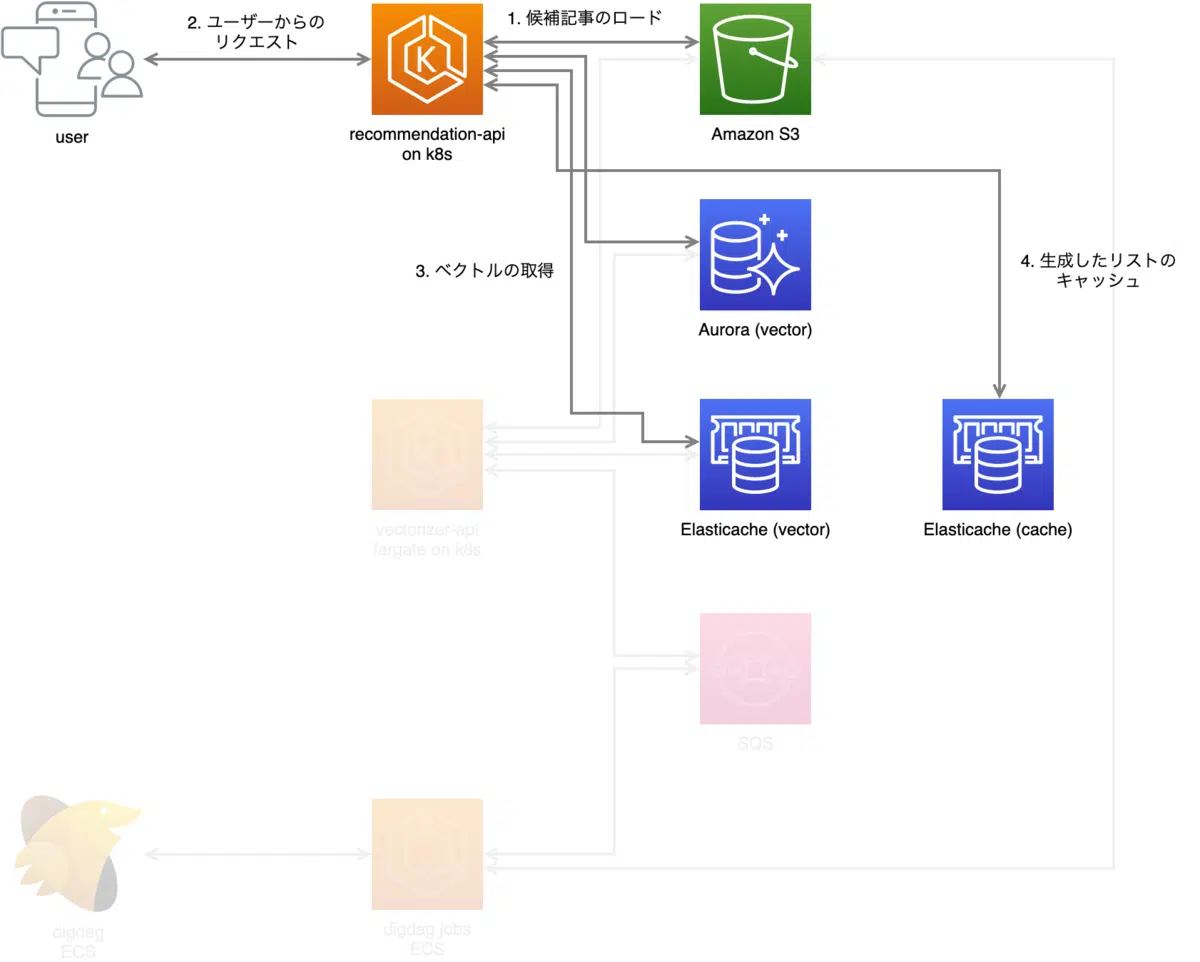 2. ユーザーからの
リクエスト
1. 候補記事のロード
user
recommendation-api
on k8s
Amazon S3
3. ベクトルの取得
4. 生成したリストの
キャッシュ
Aurora (vector)
vectorizer-api
fargate on k8s
Elasticache (vector)
Elasticache (cache)
SQS
digdag
ECS
digdag jobs
ECS